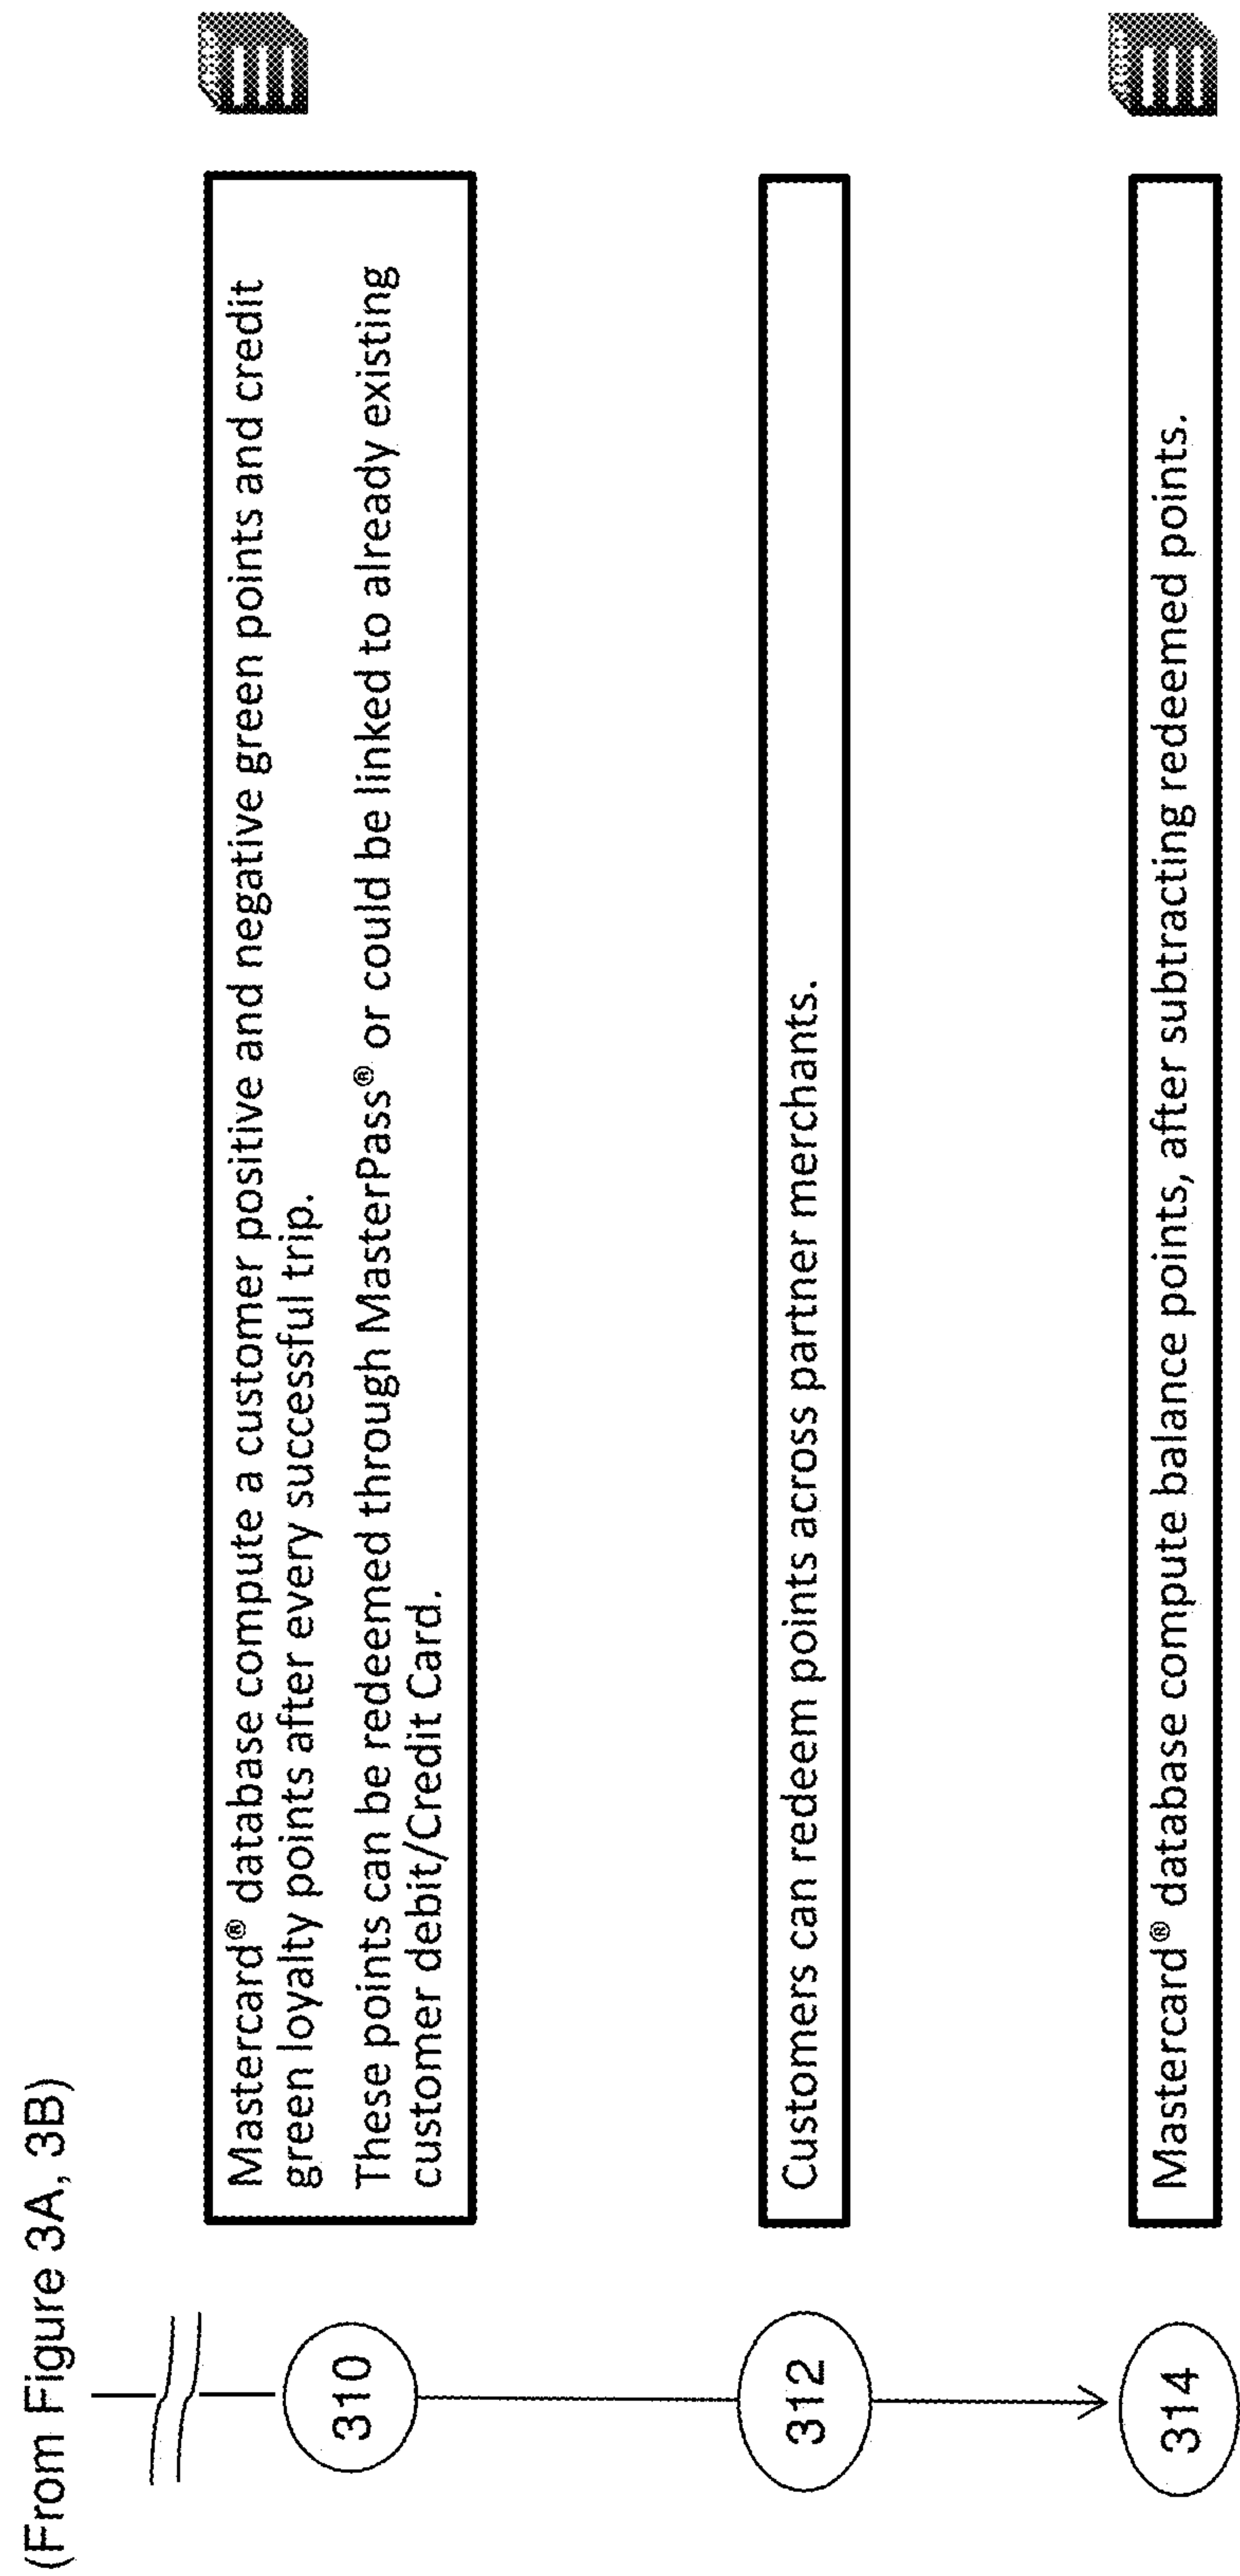 (From Figure 3A, 3B)
310
Mastercard® database compute a customer positive and negative green points and credit
green loyalty points after every successful trip.
These points can be redeemed through MasterPass® or could be linked to already existing
customer debit/Credit Card.
312
Customers can redeem points across partner merchants.
314
Mastercard® database compute balance points, after subtracting redeemed points.